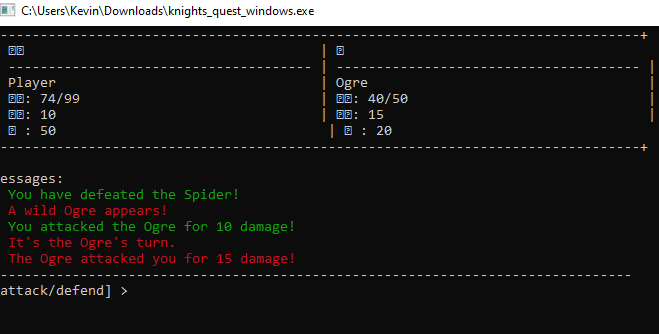 C:\Users\Kevin\Downloads\knights_quest_windows.exe
-------------------------------------------------------------------------------+
|
-------------------------------------- | -------------------------------------- |
Player | Ogre |
: 74/99 | : 40/50 |
: 10 | : 15 |
: 50 | : 20
-------------------------------------------------------------------------------+
essages:
You have defeated the Spider!
A wild Ogre appears!
You attacked the Ogre for 10 damage!
It's the Ogre's turn.
The Ogre attacked you for 15 damage!
-------------------------------------------------------------------------------
attack/defend] >